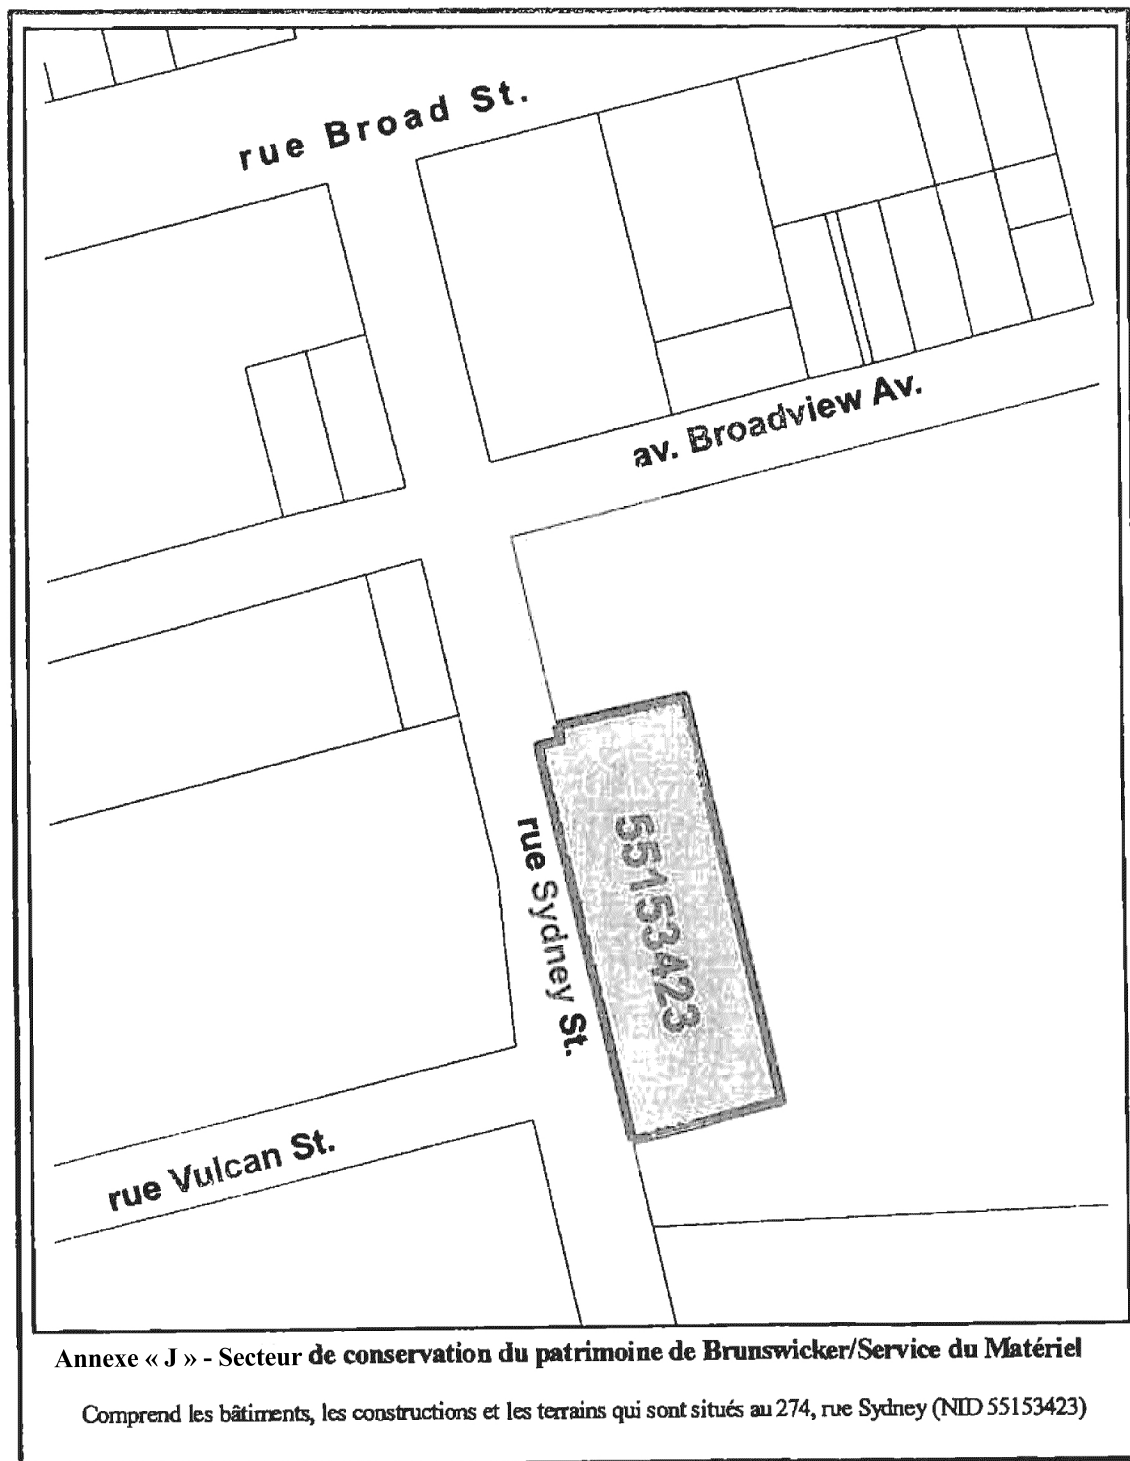 rue Broad St.
av. Broadview Av.
55153423
rue Sydney St.
rue Vulcan St.
Annexe « J » - Secteur de conservation du patrimoine de Brunswicker/Service du Matériel
Comprend les bâtiments, les constructions et les terrains qui sont situés au 274, rue Sydney (NID 55153423)